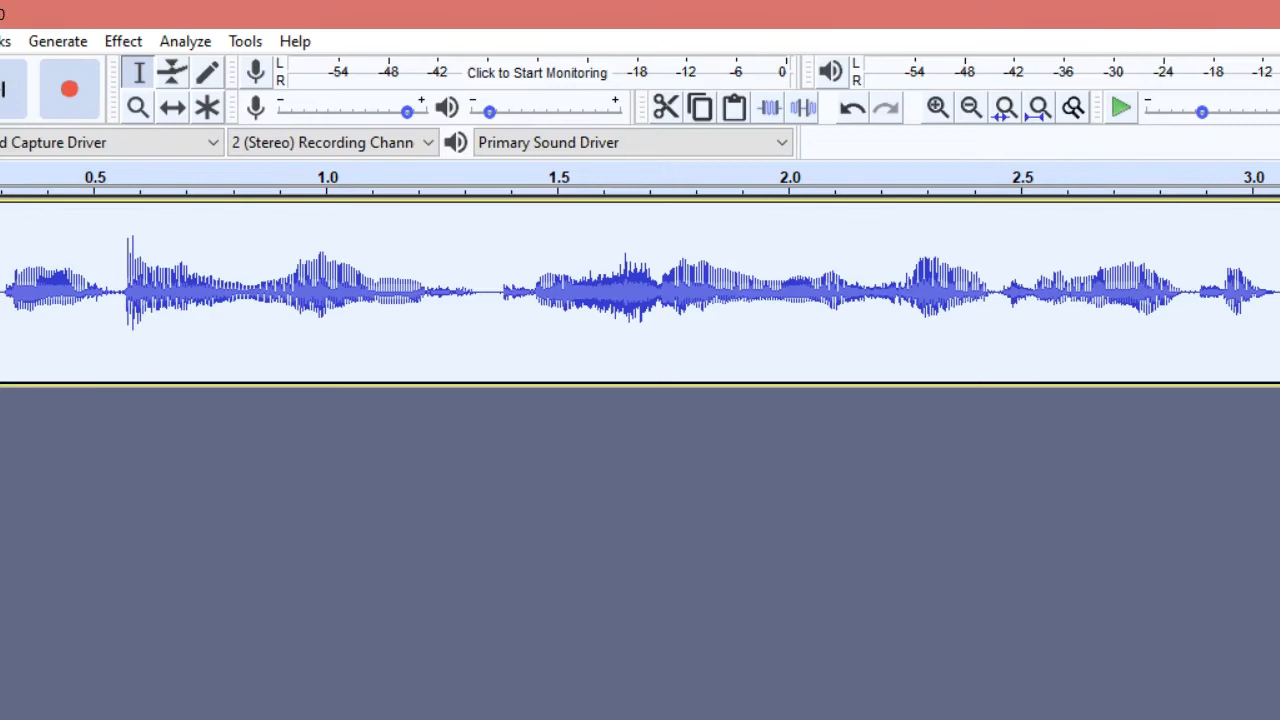 0
ks Generate Effect Analyze Tools Help
L -54 -48 -42 Click to Start Monitoring -18 -12 -6 0 L -54 -48 -42 -36 -30 -24 -18 -12
R R
- + - + -
d Capture Driver 2 (Stereo) Recording Chann Primary Sound Driver
0.5 1.0 1.5 2.0 2.5 3.0